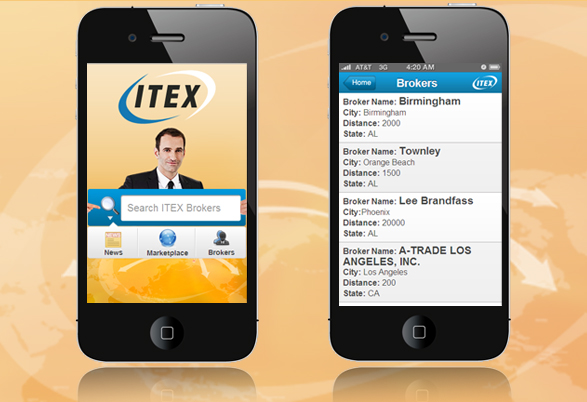 ITEX
Search ITEX Brokers
News
Marketplace
Brokers
AT&T 3G 4:20 AM
Home
Brokers
ITEX
Broker Name: Birmingham
City: Birmingham
Distance: 2000
State: AL
Broker Name: Townley
City: Orange Beach
Distance: 1500
State: AL
Broker Name: Lee Brandfass
City:Phoenix
Distance: 20000
State: AL
Broker Name: A-TRADE LOS
ANGELES, INC.
City: Los Angeles
Distance: 200
State: CA